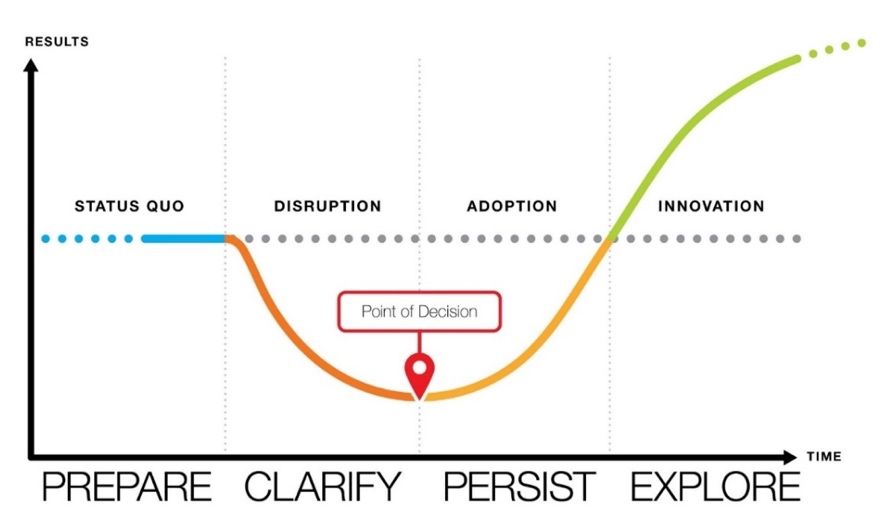 RESULTS
STATUS QUO
DISRUPTION
ADOPTION
INNOVATION
Point of Decision
TIME
PREPARE
CLARIFY
PERSIST
EXPLORE